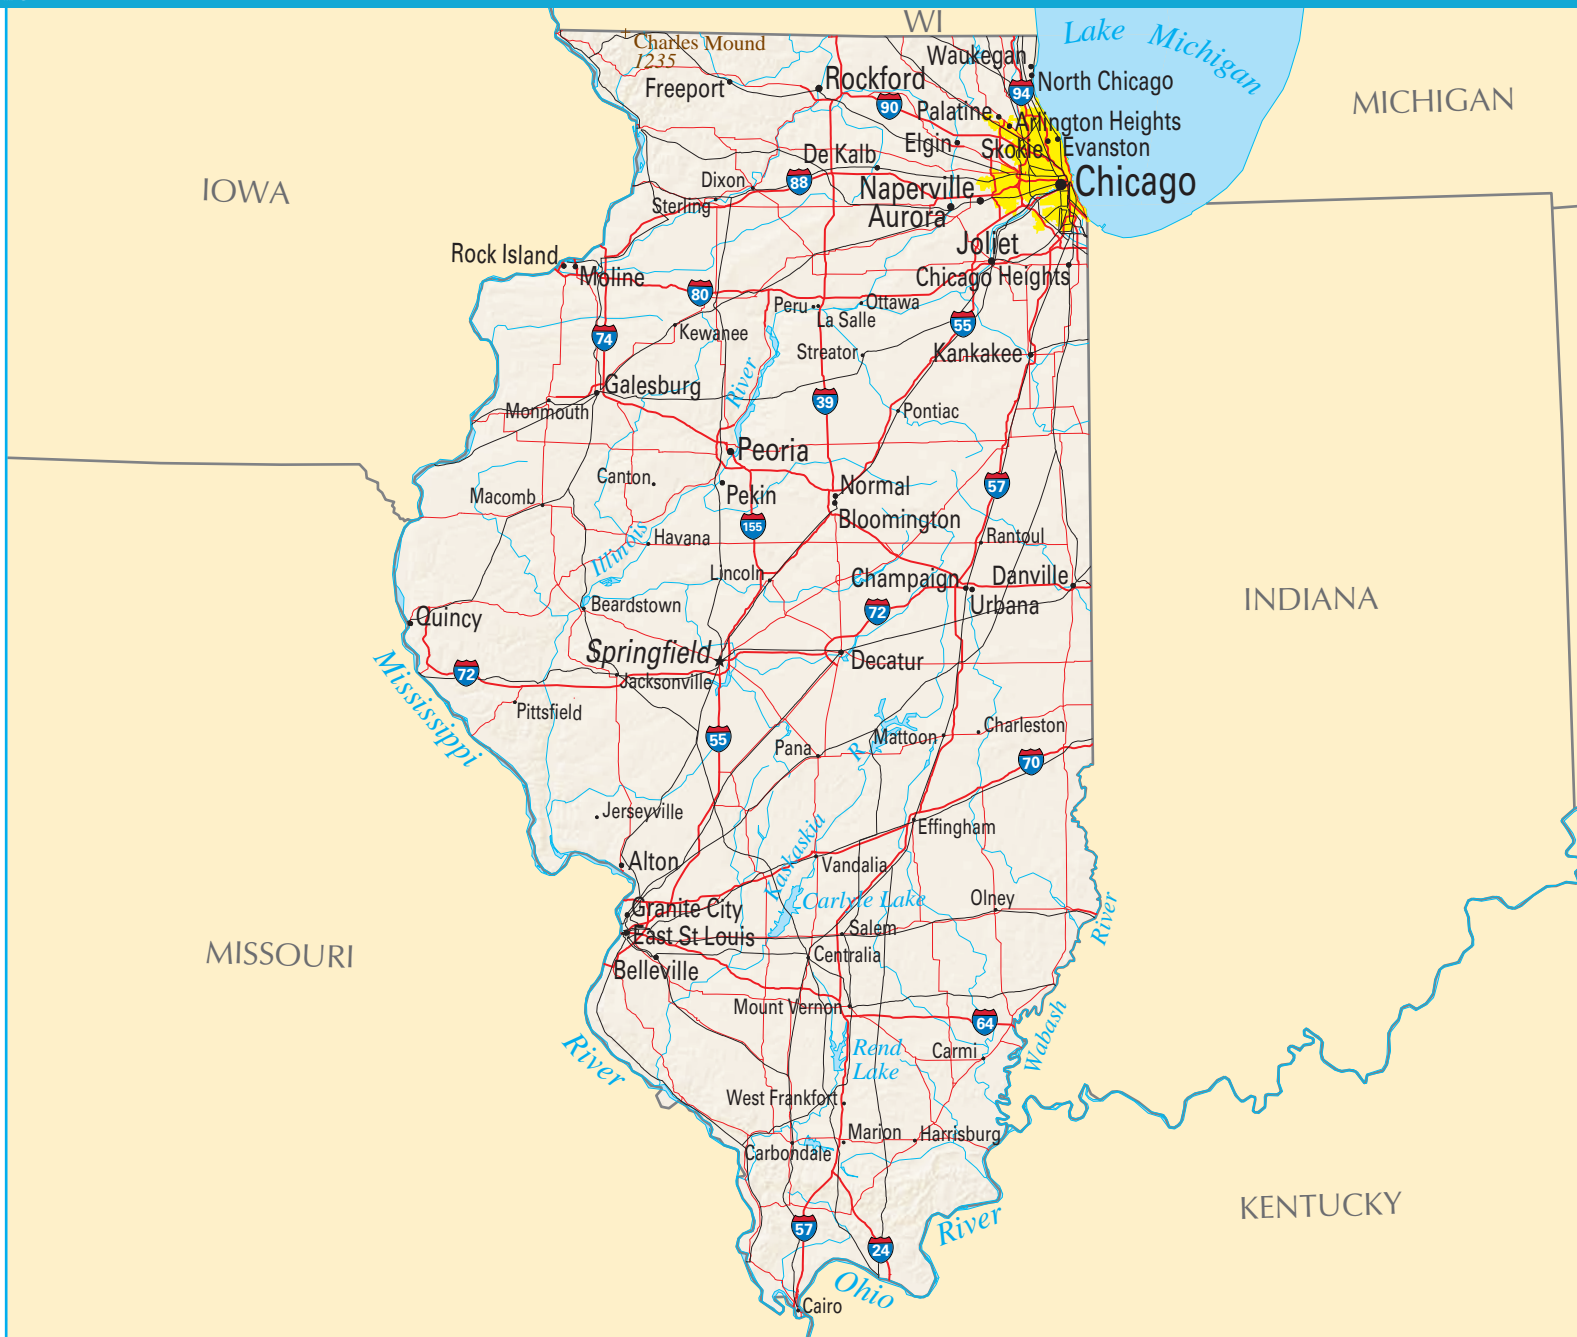 WI
Lake Michigan
Charles Mound
1235
Waukegan
North Chicago
94
Freeport
Rockford
90
MICHIGAN
Palatine
Arlington Heights
Elgin
Skokie
Evanston
De Kalb
IOWA
Dixon
88
Naperville
Chicago
Sterling
Aurora
Joliet
Rock Island
Moline
Chicago Heights
80
Peru
Ottawa
La Salle
55
74
Kewanee
Streator
Kankakee
River
Galesburg
39
Monmouth
Pontiac
Peoria
Canton
Pekin
Normal
57
Macomb
Bloomington
155
Illinois
Havana
Rantoul
Lincoln
Champaign
Danville
INDIANA
Beardstown
72
Urbana
Quincy
Springfield
Decatur
72
Jacksonville
Mississippi
Pittsfield
55
Pana
R
Mattoon
Charleston
70
Jerseyville
Effingham
Kaskaskia
Alton
Vandalia
Carlyle Lake
Olney
Granite City
River
East St Louis
Salem
MISSOURI
Centralia
Belleville
Mount Vernon
64
Wabash
River
Rend
Lake
Carmi
West Frankfort
Marion
Harrisburg
Carbondale
KENTUCKY
57
River
24
Ohio
Cairo